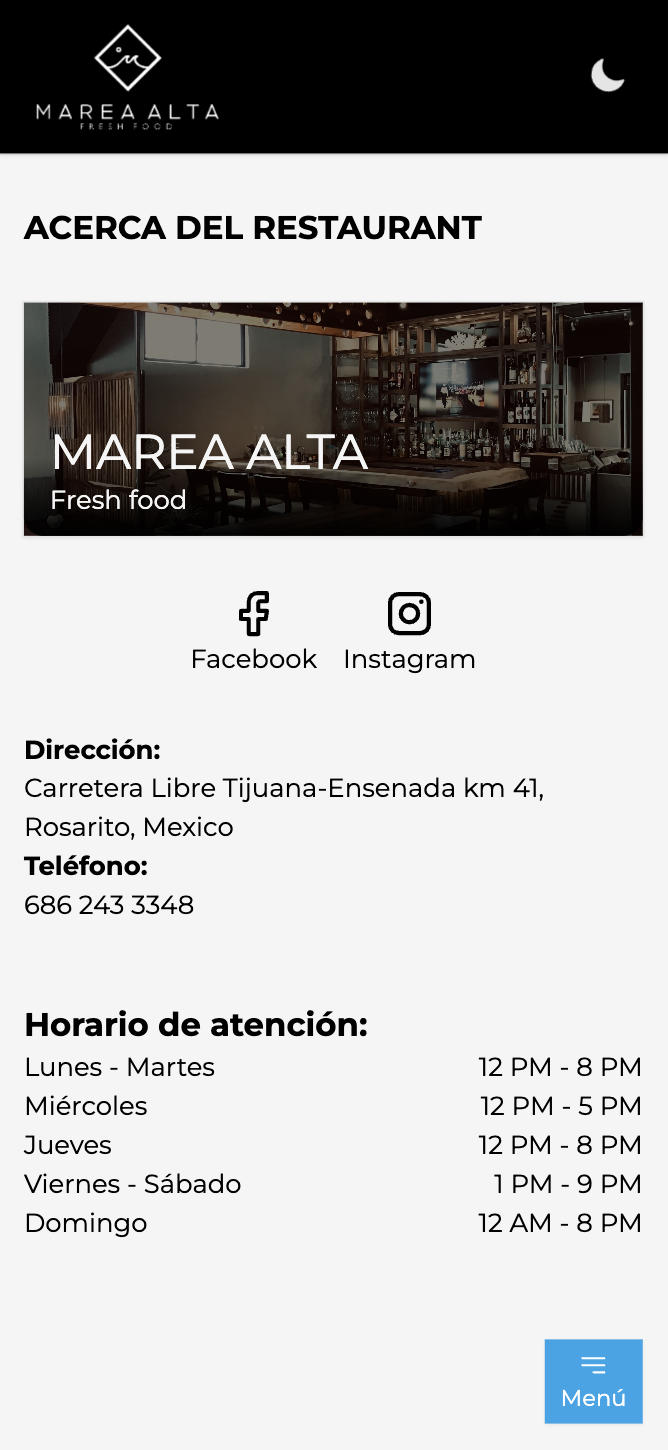 MAREA ALTA
FRESH FOOD
ACERCA DEL RESTAURANT
MAREA ALTA
Fresh food
Facebook Instagram
Dirección:
Carretera Libre Tijuana-Ensenada km 41,
Rosarito, Mexico
Teléfono:
686 243 3348
Horario de atención:
Lunes - Martes 12 PM - 8 PM
Miércoles 12 PM - 5 PM
Jueves 12 PM - 8 PM
Viernes - Sábado 1 PM - 9 PM
Domingo 12 AM - 8 PM
Menú